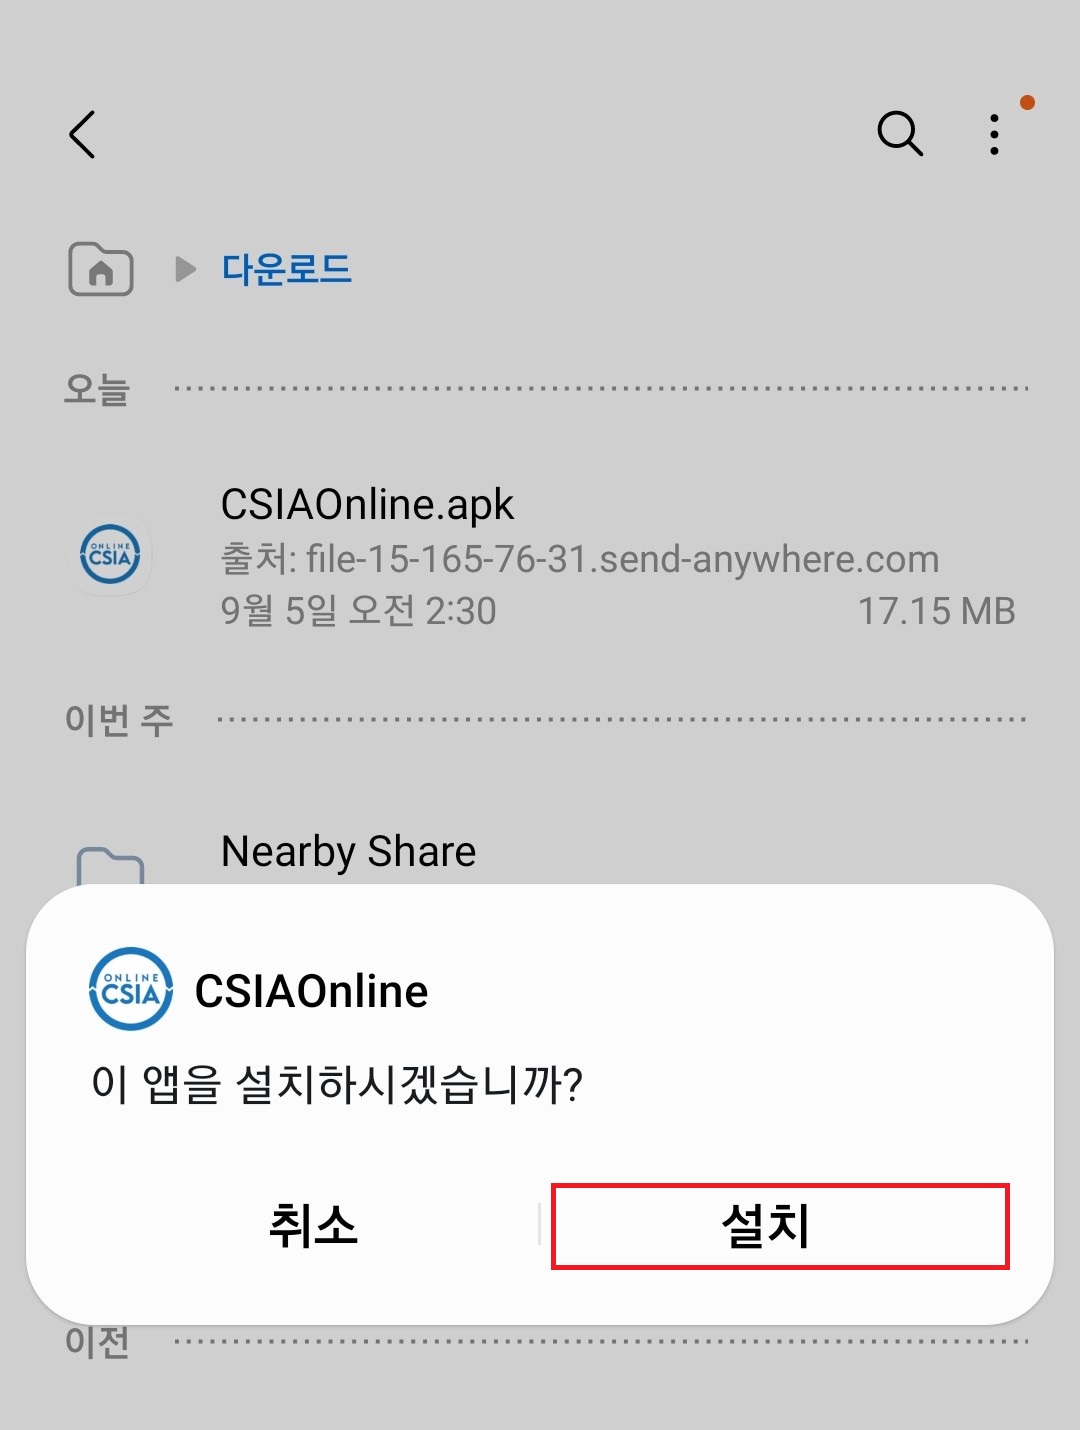 다운로드
오늘
CSIAOnline.apk
ONLINE
CSIA
출처: file-15-165-76-31.send-anywhere.com
9월 5일 오전 2:30 17.15 MB
이번 주
Nearby Share
ONLINE
CSIA
CSIAOnline
이 앱을 설치하시겠습니까?
취소 설치
이전